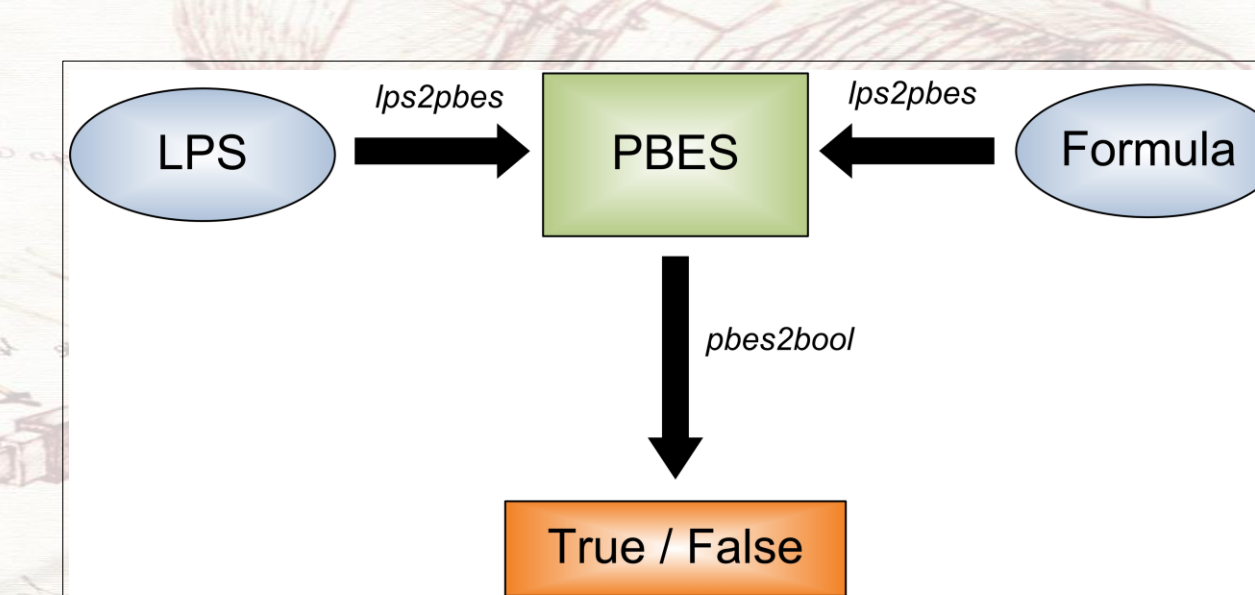 lps2pbes
lps2pbes
LPS
PBES
Formula
pbes2bool
True / False